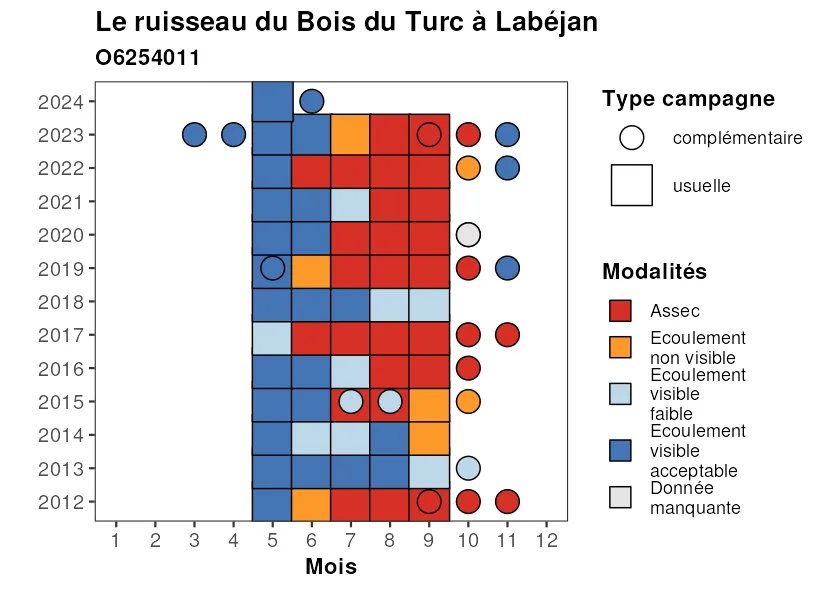 Le ruisseau du Bois du Turc à Labéjan
O6254011
2024
2023
2022
2021
2020
2019
2018
2017
2016
2015
2014
2013
2012
1 2 3 4 5 6 7 8 9 10 11 12
Mois
Type campagne
complémentaire
usuelle
Modalités
Assec
Ecoulement
non visible
Ecoulement
visible
faible
Ecoulement
visible
acceptable
Donnée
manquante